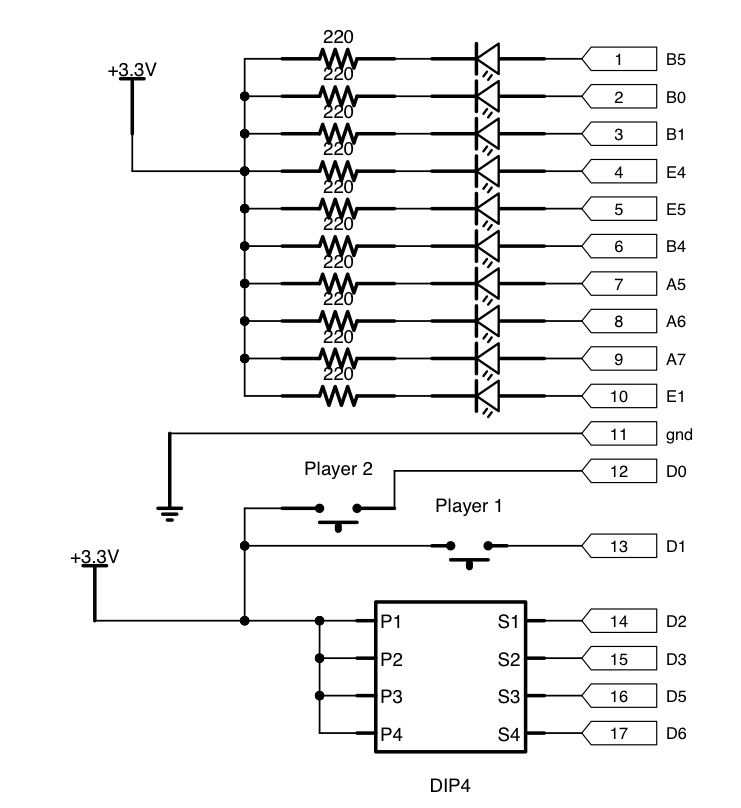 220
1 B5
+3.3V
220
2 B0
220
3 B1
220
4 E4
220
5 E5
220
6 B4
220
7 A5
220
8 A6
220
9 A7
220
10 E1
11 gnd
Player 2
12 D0
Player 1
13 D1
+3.3V
P1 S1 14 D2
P2 S2 15 D3
P3 S3 16 D5
P4 S4 17 D6
DIP4